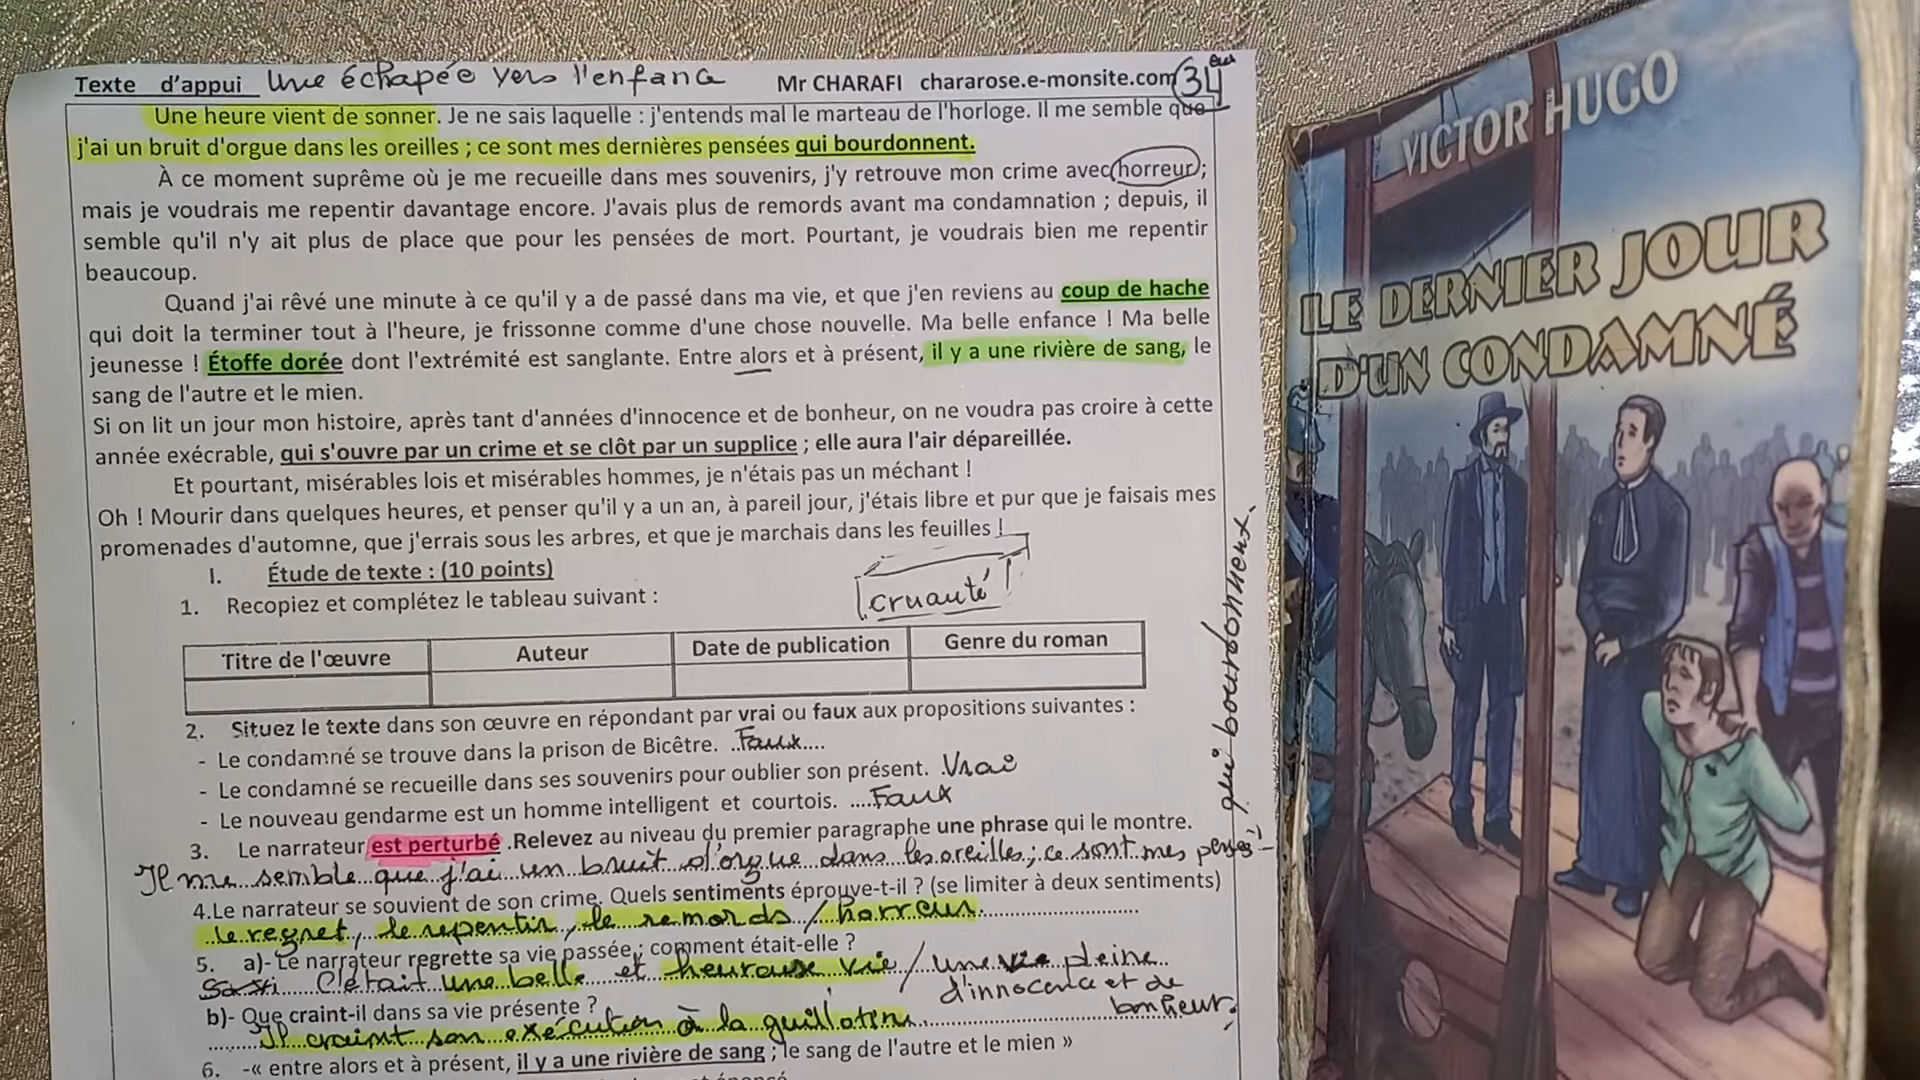 Texte d'appui Une échapée vers l'enfance Mr CHARAFI chararose.e-monsite.com 34
Une heure vient de sonner. Je ne sais laquelle : j'entends mal le marteau de l'horloge. Il me semble que
j'ai un bruit d'orgue dans les oreilles ; ce sont mes dernières pensées qui bourdonnent.
À ce moment suprême où je me recueille dans mes souvenirs, j'y retrouve mon crime avec horreur ;
mais je voudrais me repentir davantage encore. J'avais plus de remords avant ma condamnation ; depuis, il
semble qu'il n'y ait plus de place que pour les pensées de mort. Pourtant, je voudrais bien me repentir
beaucoup.
Quand j'ai rêvé une minute à ce qu'il y a de passé dans ma vie, et que j'en reviens au coup de hache
qui doit la terminer tout à l'heure, je frissonne comme d'une chose nouvelle. Ma belle enfance ! Ma belle
jeunesse ! Étoffe dorée dont l'extrémité est sanglante. Entre alors et à présent, il y a une rivière de sang, le
sang de l'autre et le mien.
Si on lit un jour mon histoire, après tant d'années d'innocence et de bonheur, on ne voudra pas croire à cette
année exécrable, qui s'ouvre par un crime et se clôt par un supplice ; elle aura l'air dépareillée.
Et pourtant, misérables lois et misérables hommes, je n'étais pas un méchant !
Oh ! Mourir dans quelques heures, et penser qu'il y a un an, à pareil jour, j'étais libre et pur que je faisais mes
promenades d'automne, que j'errais sous les arbres, et que je marchais dans les feuilles !
I. Étude de texte : (10 points)
cruauté
1. Recopiez et complétez le tableau suivant :
Titre de l'œuvre Auteur Date de publication Genre du roman
2. Situez le texte dans son œuvre en répondant par vrai ou faux aux propositions suivantes :
- Le condamné se trouve dans la prison de Bicêtre. ..Faux....
- Le condamné se recueille dans ses souvenirs pour oublier son présent. .Vrai
- Le nouveau gendarme est un homme intelligent et courtois. .....Faux
3. Le narrateur est perturbé .Relevez au niveau du premier paragraphe une phrase qui le montre.
Il me semble que j'ai un bruit d'orgue dans les oreilles ; ce sont mes
qui bourdonnent.
4.Le narrateur se souvient de son crime. Quels sentiments éprouve-t-il ? (se limiter à deux sentiments)
le regret, le repentir, le remords / horreur
5. a)- Le narrateur regrette sa vie passée ; comment était-elle ?
C'était une belle et heureuse vie / une vie pleine
d'innocence et de
bonheur.
b)- Que craint-il dans sa vie présente ?
Il craint son exécution à la guillotine
6. -« entre alors et à présent, il y a une rivière de sang ; le sang de l'autre et le mien »
VICTOR HUGO
LE DERNIER JOUR
D'UN CONDAMNÉ